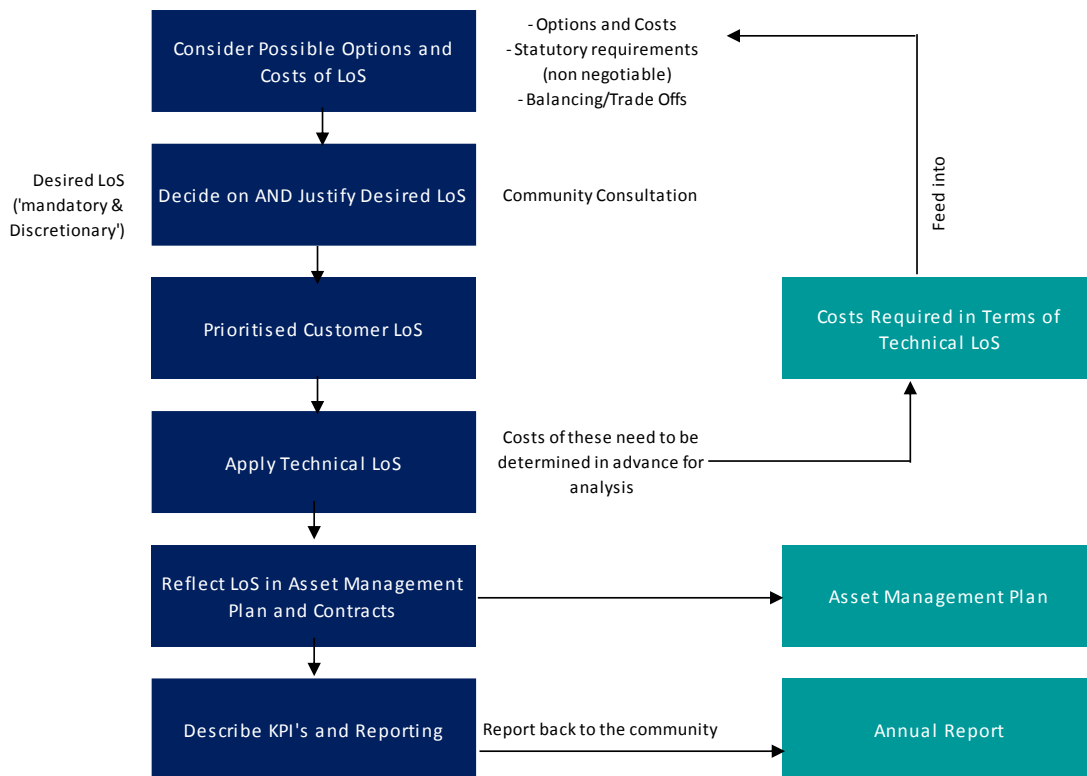 Consider Possible Options and
Costs of LoS
- Options and Costs
- Statutory requirements
(non negotiable)
- Balancing/Trade Offs
Desired LoS
('mandatory &
Discretionary')
Decide on AND Justify Desired LoS
Community Consultation
Feed into
Prioritised Customer LoS
Costs Required in Terms of
Technical LoS
Apply Technical LoS
Costs of these need to be
determined in advance for
analysis
Reflect LoS in Asset Management
Plan and Contracts
Asset Management Plan
Describe KPI's and Reporting
Report back to the community
Annual Report